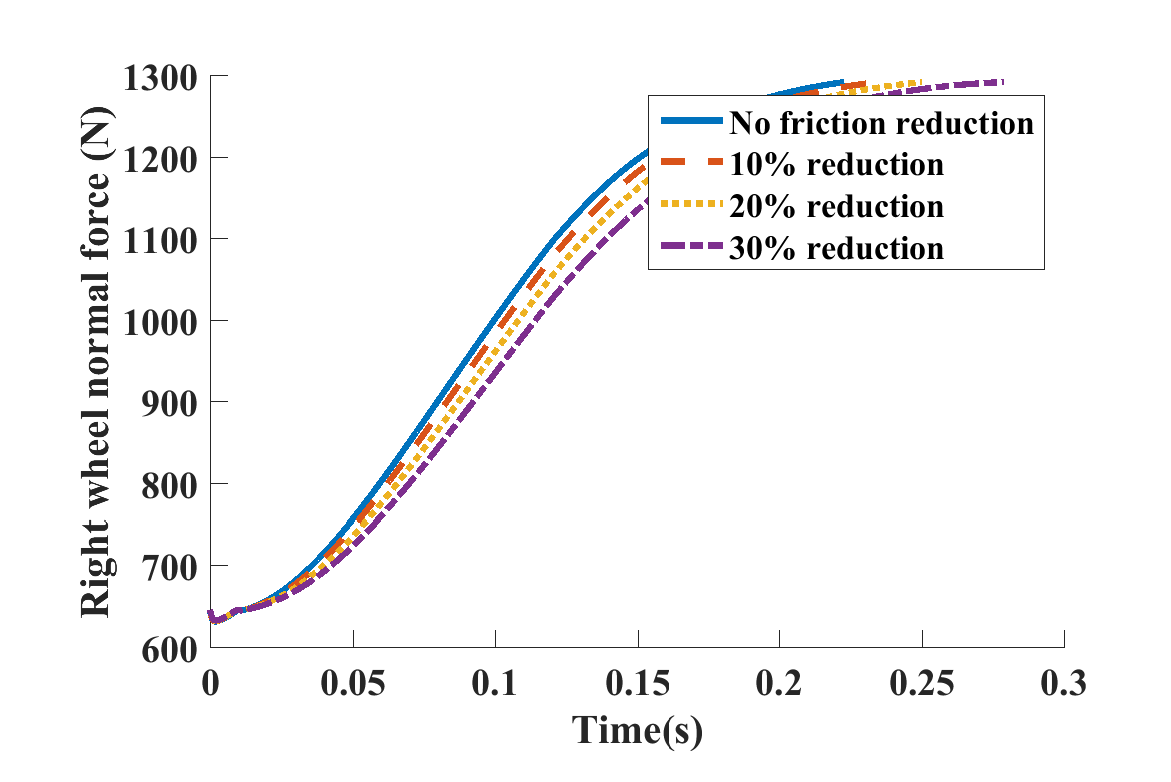 1300
1200
1100
1000
900
800
700
600
Right wheel normal force (N)
No friction reduction
10% reduction
20% reduction
30% reduction
0 0.05 0.1 0.15 0.2 0.25 0.3
Time(s)